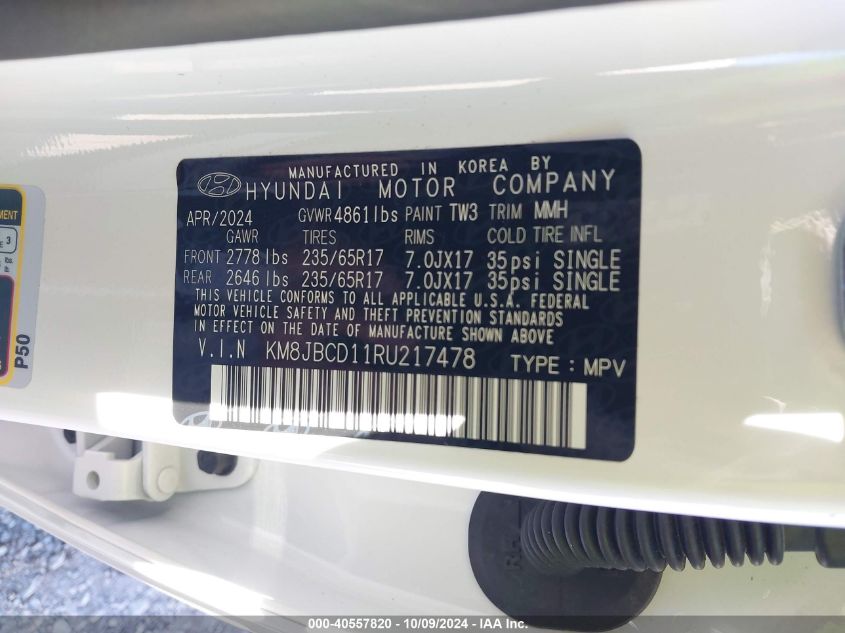 MANUFACTURED IN KOREA BY
HYUNDAI MOTOR COMPANY
APR/2024 GVWR 4861 lbs PAINT TW3 TRIM MMH
GAWR TIRES RIMS COLD TIRE INFL
FRONT 2778 lbs 235/65R17 7.0JX17 35psi SINGLE
REAR 2646 lbs 235/65R17 7.0JX17 35psi SINGLE
THIS VEHICLE CONFORMS TO ALL APPLICABLE U.S.A. FEDERAL
MOTOR VEHICLE SAFETY AND THEFT PREVENTION STANDARDS
IN EFFECT ON THE DATE OF MANUFACTURE SHOWN ABOVE
V.I.N KM8JBCD11RU217478 TYPE : MPV
3
lbs.
P50
000-40557820 - 10/09/2024 - IAA Inc.